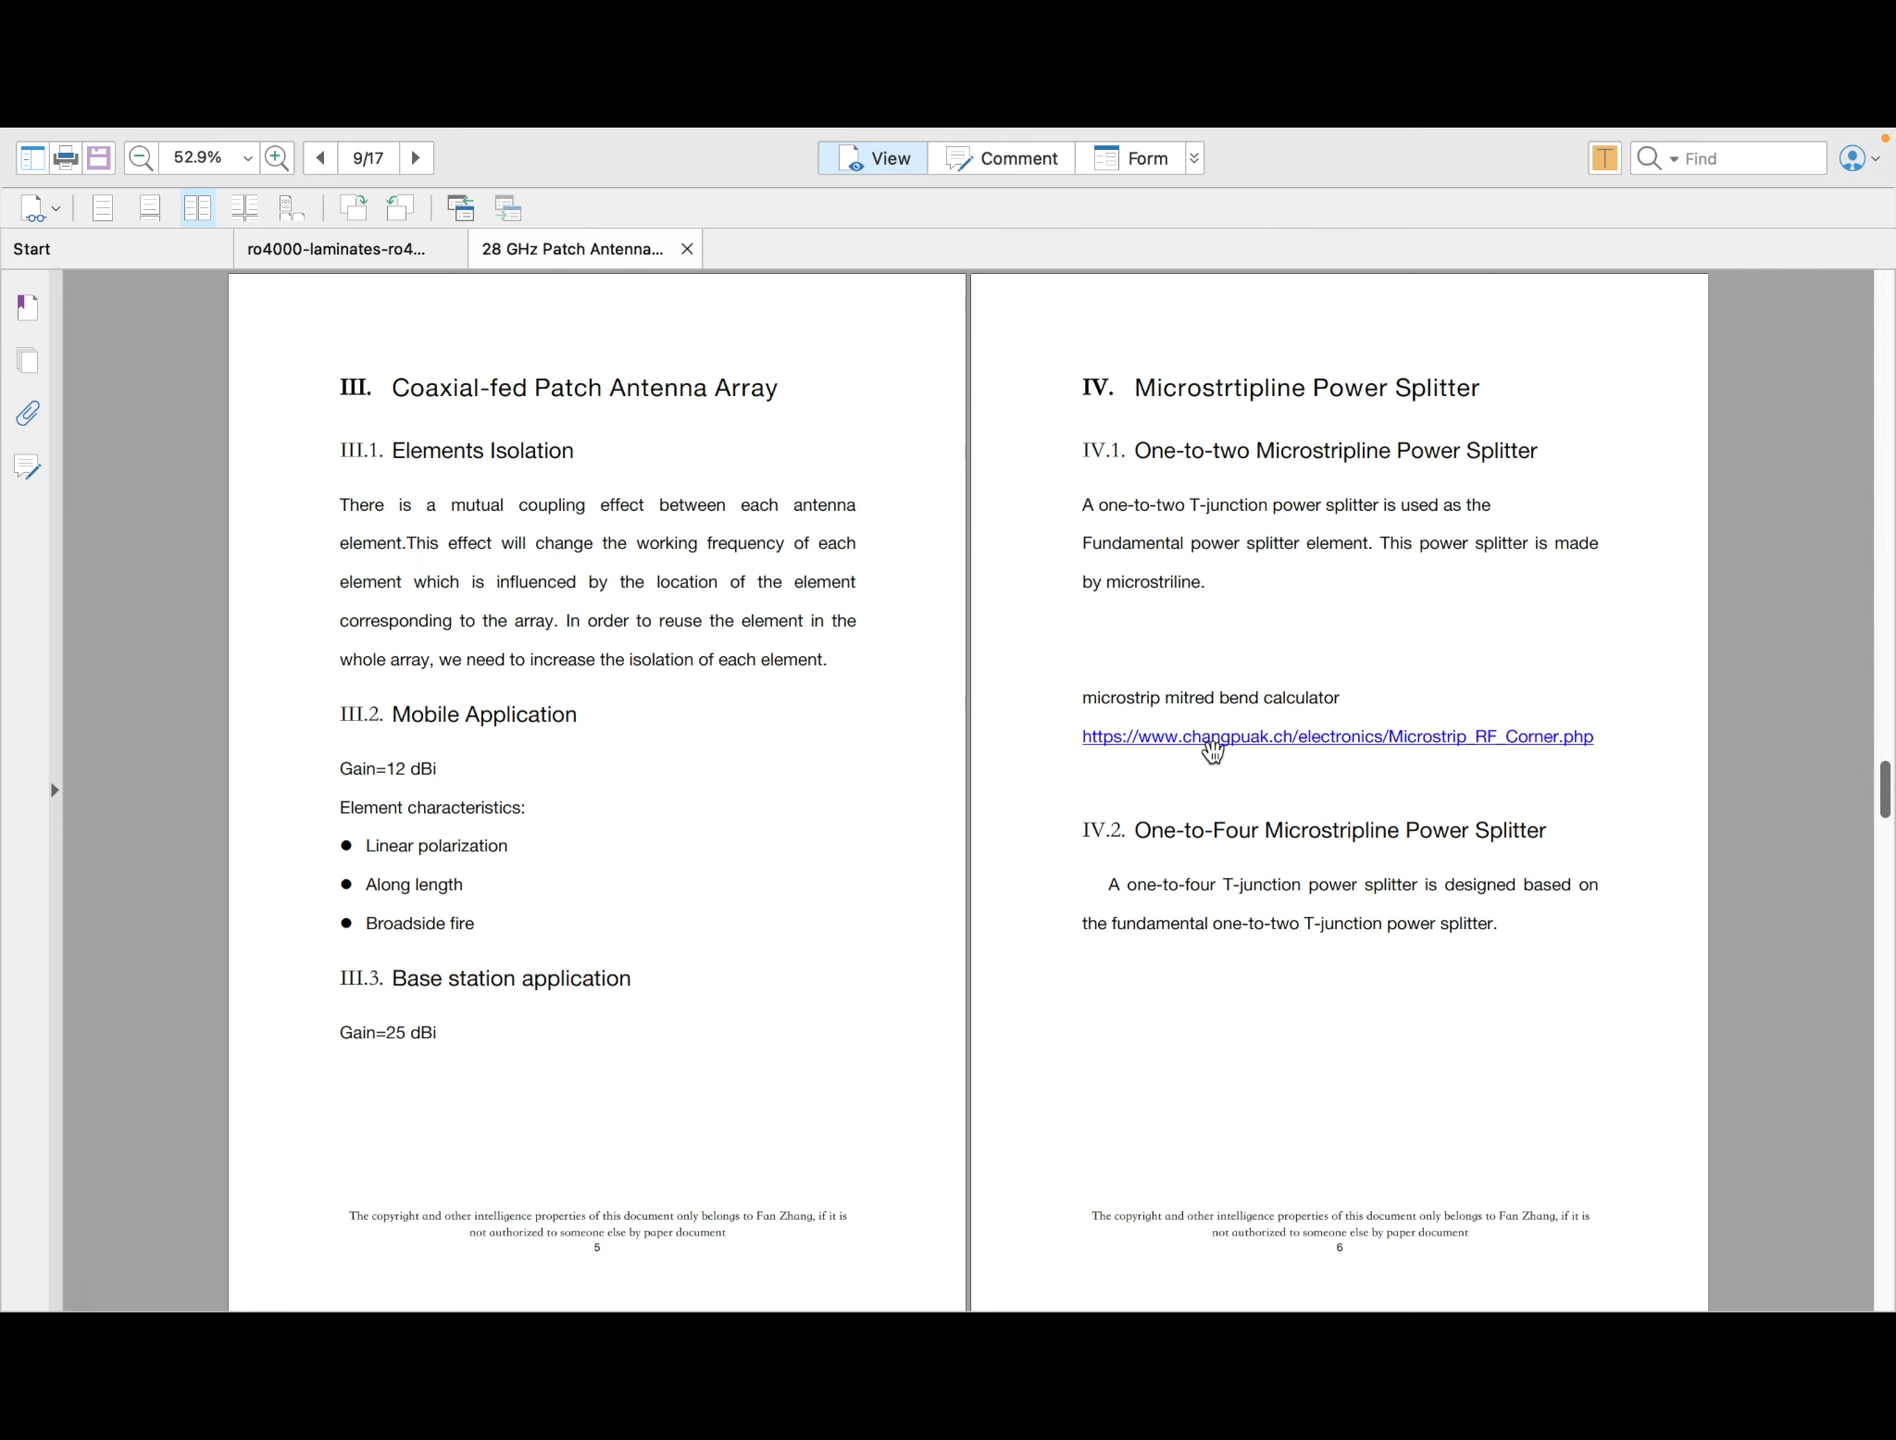 52.9%
9/17
View
Comment
Form
T
Find
Start
ro4000-laminates-ro4...
28 GHz Patch Antenna...
III. Coaxial-fed Patch Antenna Array
III.1. Elements Isolation
There is a mutual coupling effect between each antenna
element.This effect will change the working frequency of each
element which is influenced by the location of the element
corresponding to the array. In order to reuse the element in the
whole array, we need to increase the isolation of each element.
III.2. Mobile Application
Gain=12 dBi
Element characteristics:
● Linear polarization
● Along length
● Broadside fire
III.3. Base station application
Gain=25 dBi
The copyright and other intelligence properties of this document only belongs to Fan Zhang, if it is
not authorized to someone else by paper document
5
IV. Microstrtipline Power Splitter
IV.1. One-to-two Microstripline Power Splitter
A one-to-two T-junction power splitter is used as the
Fundamental power splitter element. This power splitter is made
by microstriline.
microstrip mitred bend calculator
https://www.changpuak.ch/electronics/Microstrip_RF_Corner.php
IV.2. One-to-Four Microstripline Power Splitter
A one-to-four T-junction power splitter is designed based on
the fundamental one-to-two T-junction power splitter.
The copyright and other intelligence properties of this document only belongs to Fan Zhang, if it is
not authorized to someone else by paper document
6